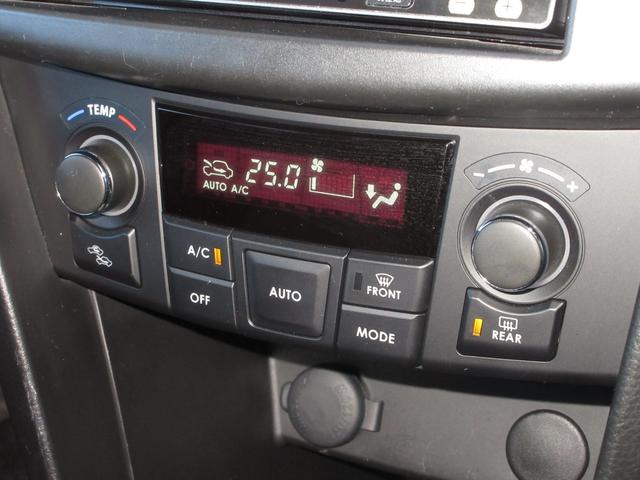 TEMP
25.0
AUTO A/C
- +
A/C
OFF
AUTO
FRONT
MODE
REAR